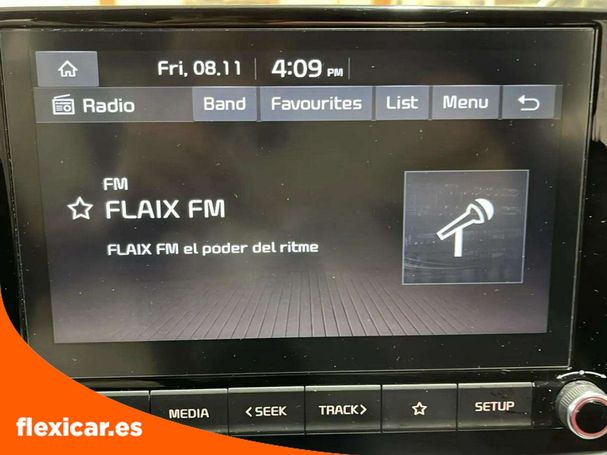 Fri, 08.11 4:09 PM
Radio Band Favourites List Menu
FM
FLAIX FM
FLAIX FM el poder del ritme
MEDIA <SEEK TRACK> SETUP
flexicar.es